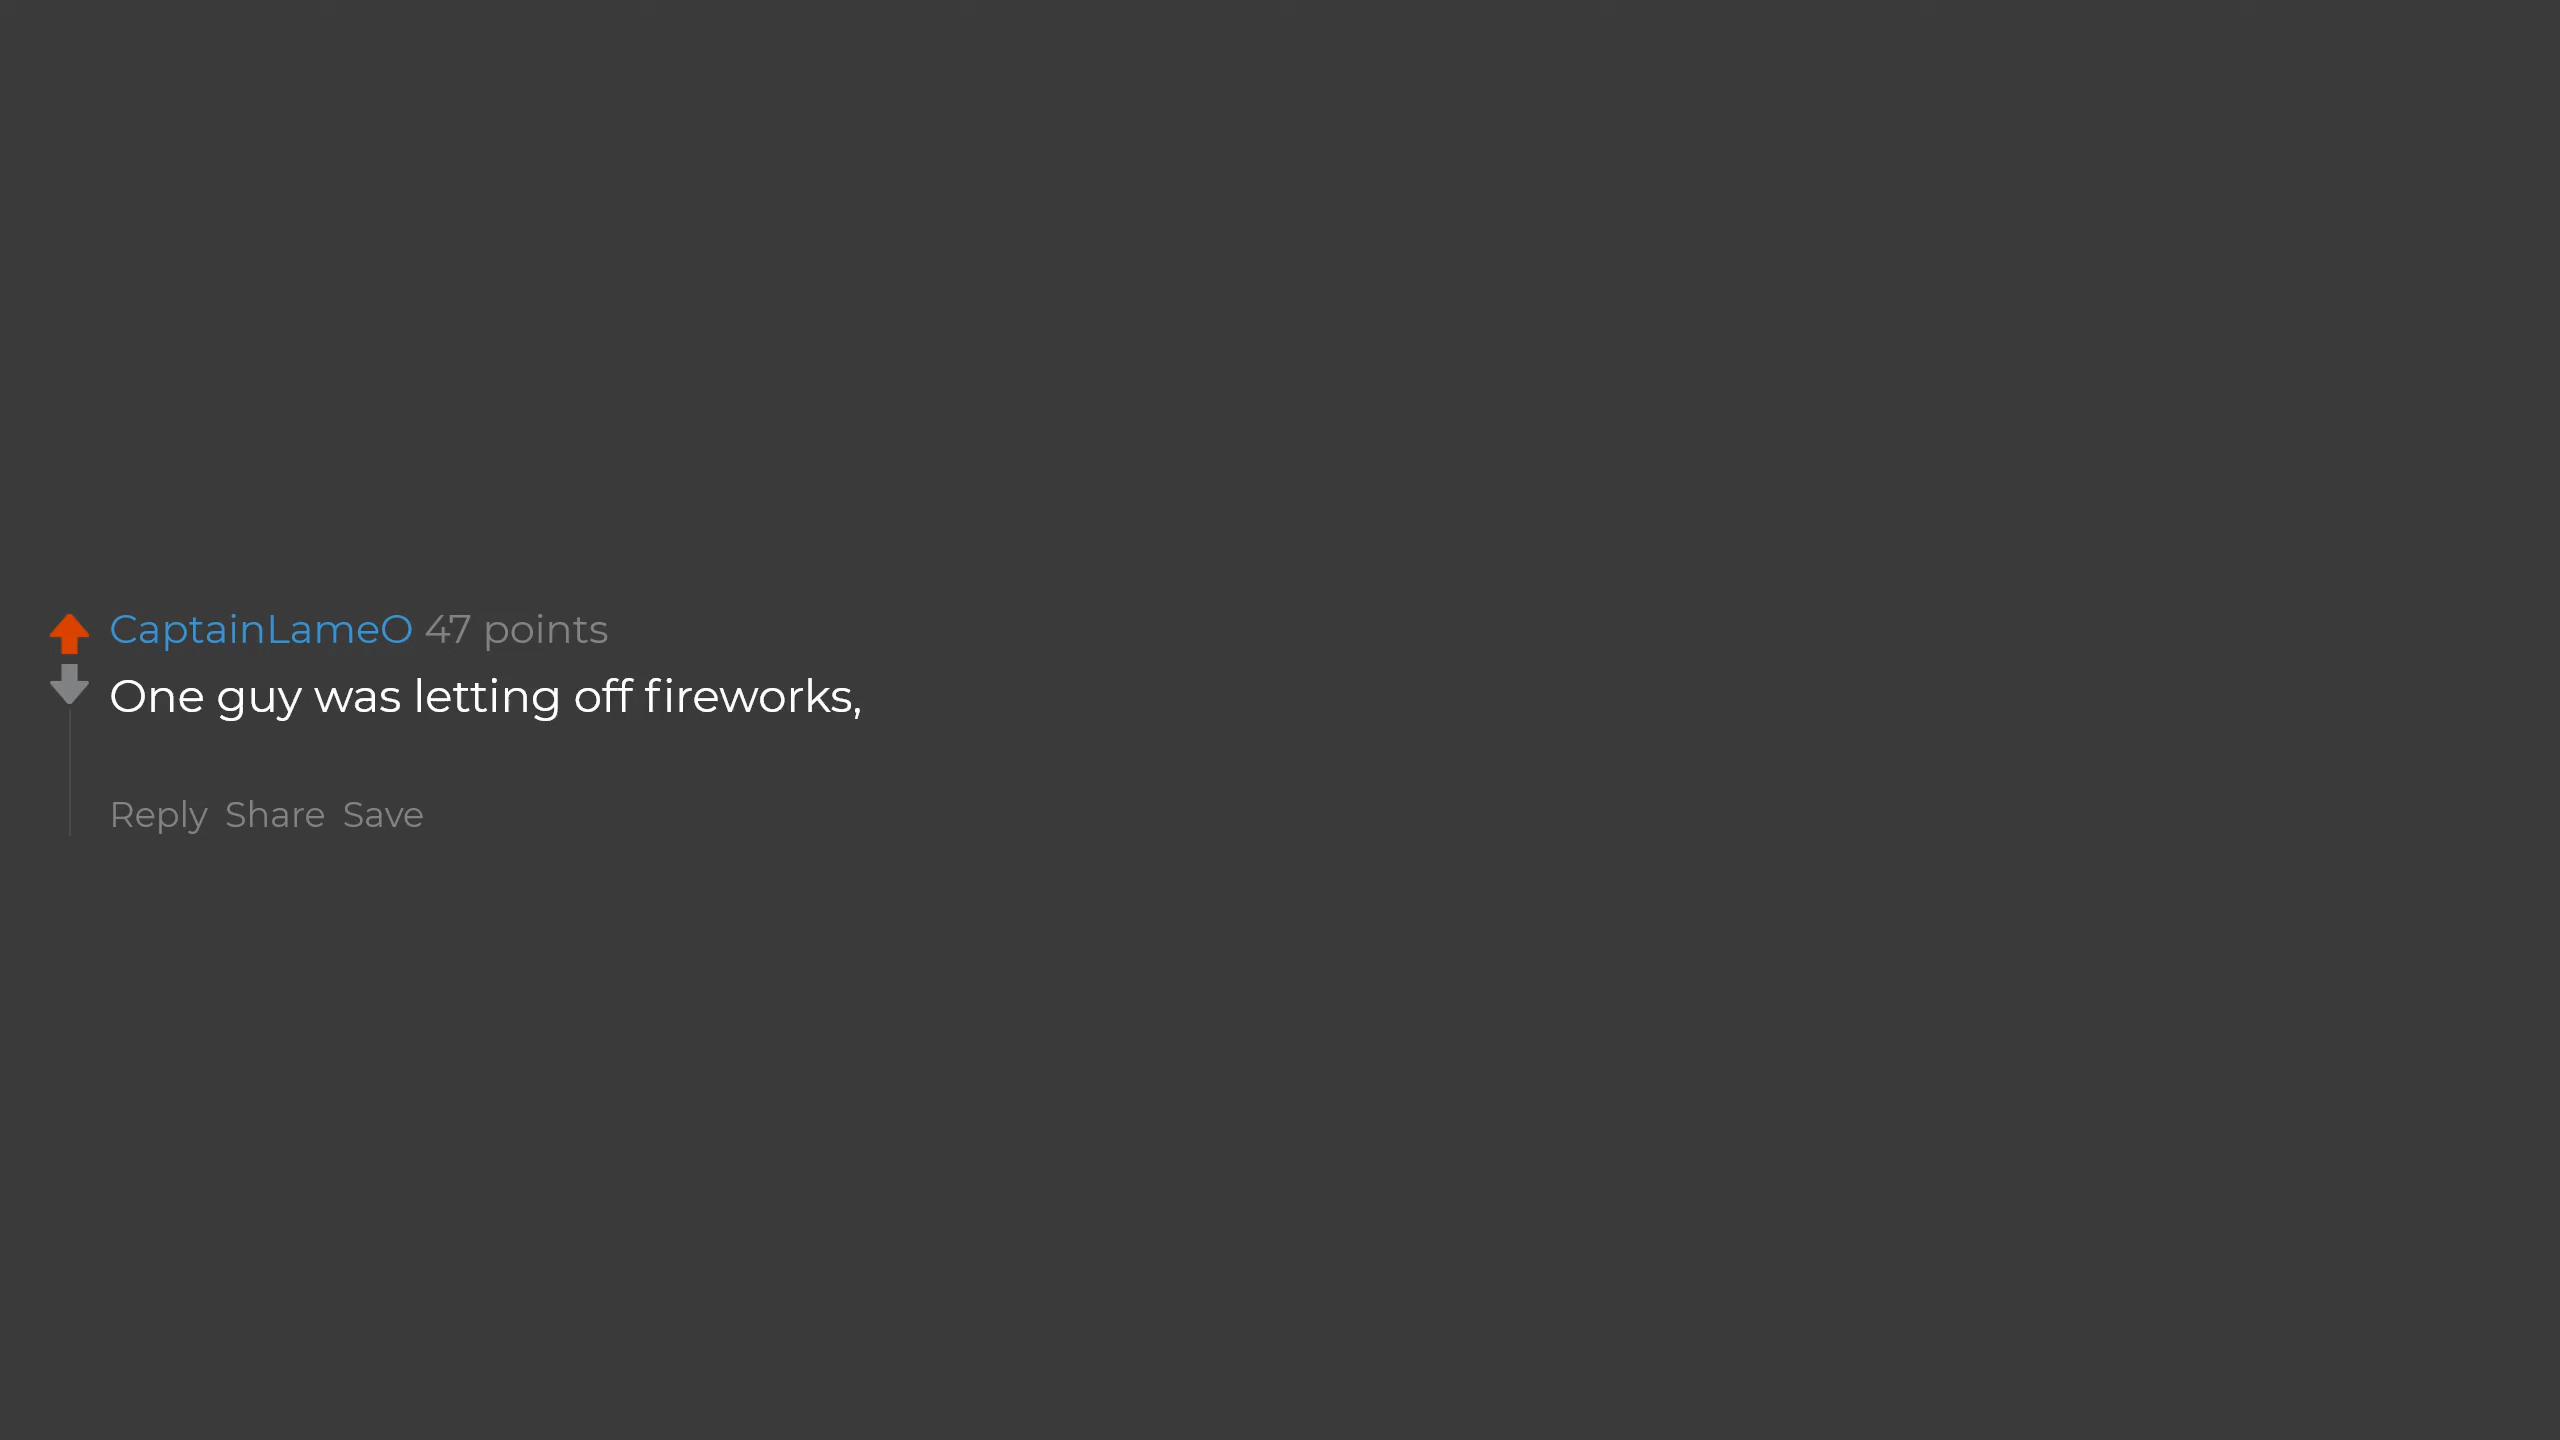 CaptainLameO 47 points
One guy was letting off fireworks,
Reply Share Save